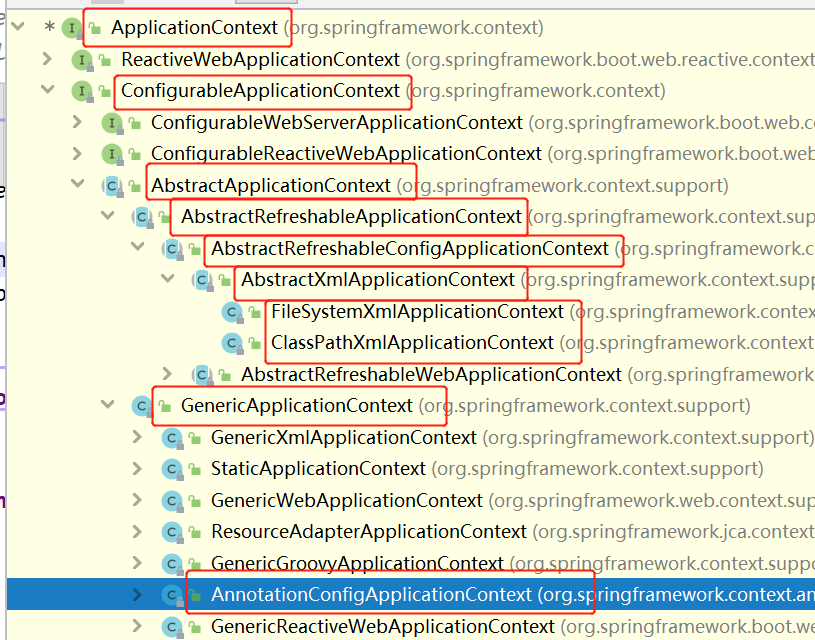 * ApplicationContext (org.springframework.context)
ReactiveWebApplicationContext (org.springframework.boot.web.reactive.context
ConfigurableApplicationContext (org.springframework.context)
ConfigurableWebServerApplicationContext (org.springframework.boot.web.c
ConfigurableReactiveWebApplicationContext (org.springframework.boot.web
AbstractApplicationContext (org.springframework.context.support)
AbstractRefreshableApplicationContext (org.springframework.context.sup
AbstractRefreshableConfigApplicationContext (org.springframework.c
AbstractXmlApplicationContext (org.springframework.context.supp
FileSystemXmlApplicationContext (org.springframework.contex
ClassPathXmlApplicationContext (org.springframework.context
AbstractRefreshableWebApplicationContext (org.springframework
GenericApplicationContext (org.springframework.context.support)
GenericXmlApplicationContext (org.springframework.context.support)
StaticApplicationContext (org.springframework.context.support)
GenericWebApplicationContext (org.springframework.web.context.sup
ResourceAdapterApplicationContext (org.springframework.jca.context
GenericGroovyApplicationContext (org.springframework.context.supp
AnnotationConfigApplicationContext (org.springframework.context.an
GenericReactiveWebApplicationContext (org.springframework.boot.we